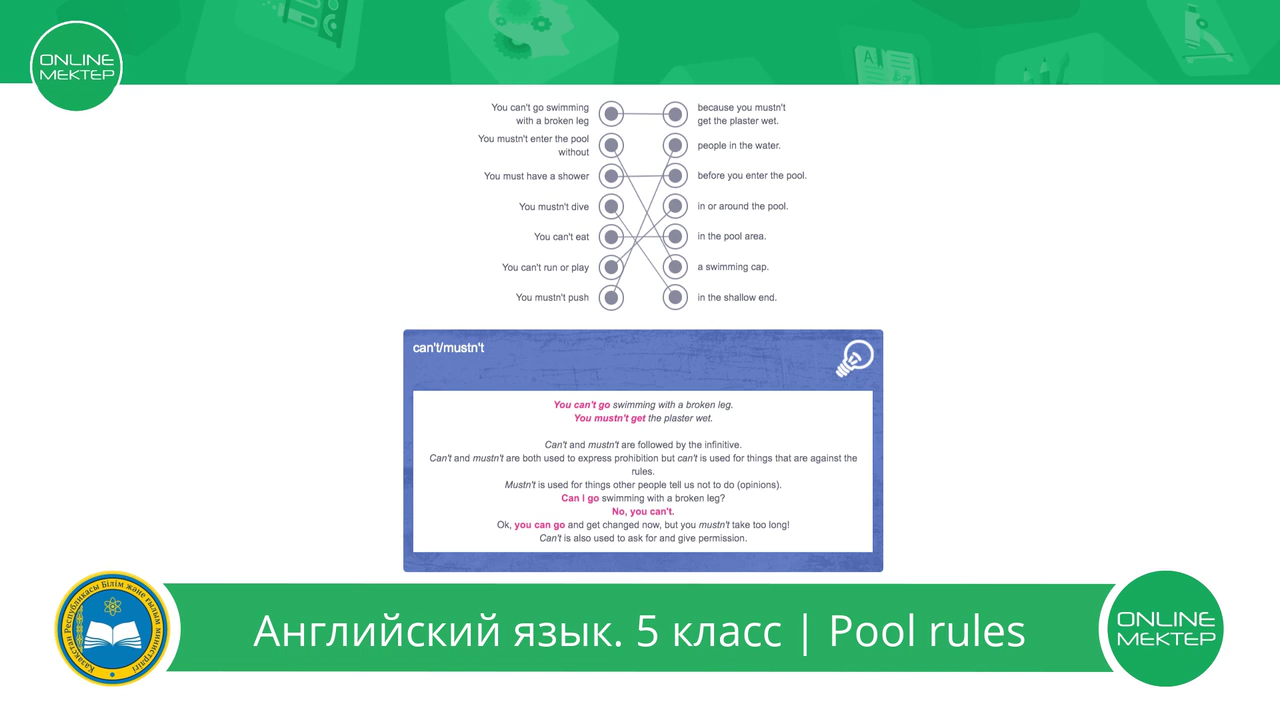 ONLINE
МЕКТЕР
You can't go swimming
with a broken leg
because you mustn't
get the plaster wet.
You mustn't enter the pool
without
people in the water.
You must have a shower
before you enter the pool.
You mustn't dive
in or around the pool.
You can't eat
in the pool area.
You can't run or play
a swimming cap.
You mustn't push
in the shallow end.
can't/mustn't
You can't go swimming with a broken leg.
You mustn't get the plaster wet.
Can't and mustn't are followed by the infinitive.
Can't and mustn't are both used to express prohibition but can't is used for things that are against the
rules.
Mustn't is used for things other people tell us not to do (opinions).
Can I go swimming with a broken leg?
No, you can't.
Ok, you can go and get changed now, but you mustn't take too long!
Can't is also used to ask for and give permission.
Қазақстан Республикасы Білім және ғылым министрлігі
Английский язык. 5 класс | Pool rules
ONLINE
МЕКТЕР